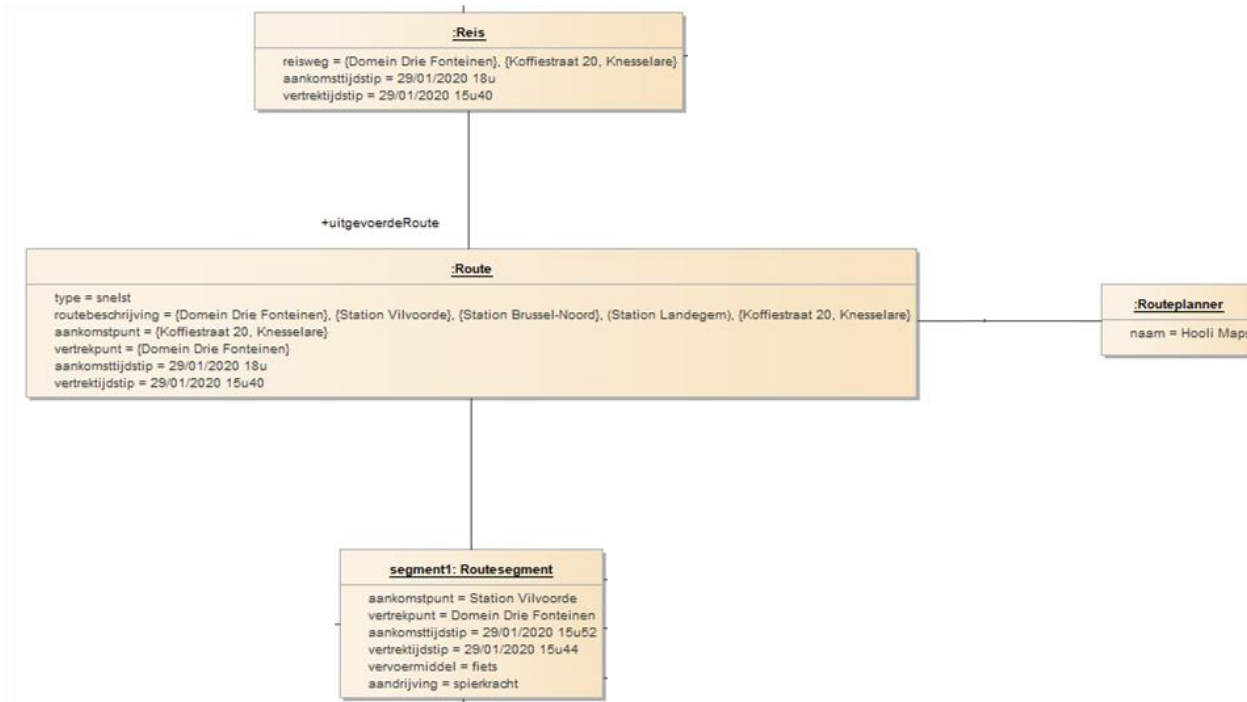 :Reis
reisweg = {Domein Drie Fonteinen}, {Koffiestraat 20, Knesselare}
aankomsttijdstip = 29/01/2020 18u
vertrektijdstip = 29/01/2020 15u40
+uitgevoerdeRoute
:Route
type = snelst
routebeschrijving = {Domein Drie Fonteinen}, {Station Vilvoorde}, {Station Brussel-Noord}, (Station Landegem), {Koffiestraat 20, Knesselare}
aankomstpunt = {Koffiestraat 20, Knesselare}
vertrekpunt = {Domein Drie Fonteinen}
aankomsttijdstip = 29/01/2020 18u
vertrektijdstip = 29/01/2020 15u40
:Routeplanner
naam = Hooli Maps
segment1: Routesegment
aankomstpunt = Station Vilvoorde
vertrekpunt = Domein Drie Fonteinen
aankomsttijdstip = 29/01/2020 15u52
vertrektijdstip = 29/01/2020 15u44
vervoermiddel = fiets
aandrijving = spierkracht